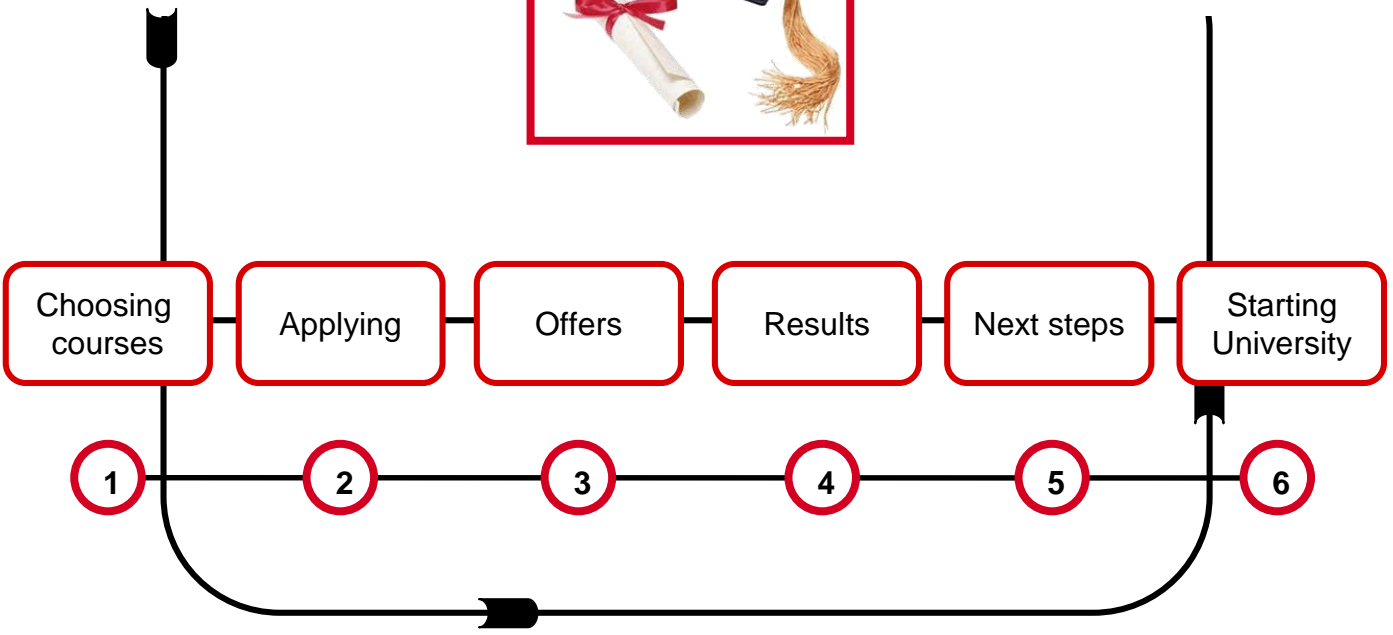 Choosing
courses
Applying
Offers
Results
Next steps
Starting
University
1
2
3
4
5
6